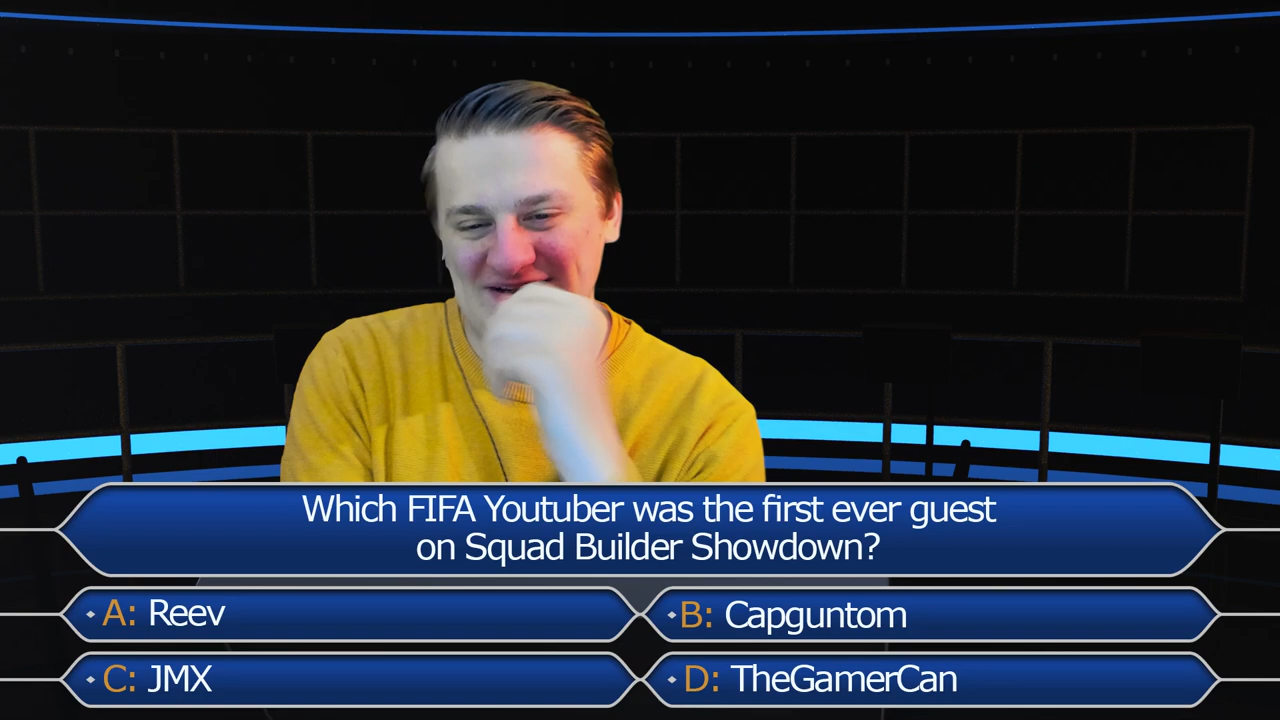 Which FIFA Youtuber was the first ever guest
on Squad Builder Showdown?
A: Reev
B: Capguntom
C: JMX
D: TheGamerCan